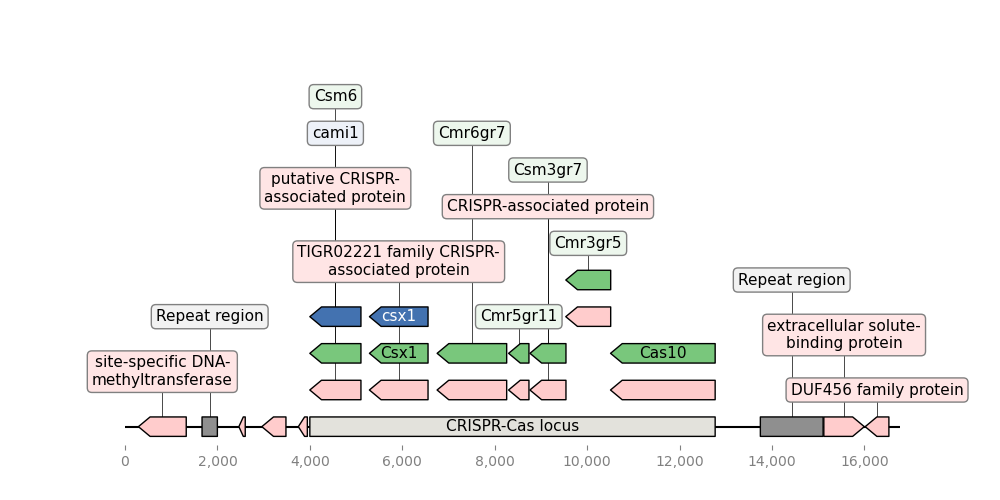 Csm6
cami1
Cmr6gr7
putative CRISPR-
associated protein
Csm3gr7
CRISPR-associated protein
TIGR02221 family CRISPR-
associated protein
Cmr3gr5
Repeat region
Repeat region
csx1
Cmr5gr11
extracellular solute-
binding protein
site-specific DNA-
methyltransferase
Csx1
Cas10
DUF456 family protein
CRISPR-Cas locus
0
2,000
4,000
6,000
8,000
10,000
12,000
14,000
16,000